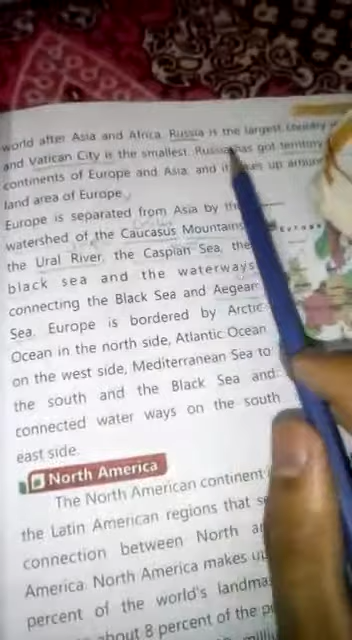 world after Asia and Africa. Russia is the largest country
and Vatican City is the smallest. Russia has got territory
continents of Europe and Asia, and it up
land area of Europe.
Europe is separated from Asia by the
watershed of the Caucasus Mountains
the Ural River, the Caspian Sea, the
black sea and the waterways
connecting the Black Sea and Aegean
Sea. Europe is bordered by Arctic
Ocean in the north side, Atlantic Ocean
on the west side, Mediterranean Sea to
the south and the Black Sea and
connected water ways on the south
east side.
North America
The North American continent
the Latin American regions that
connection between North
America. North America makes
percent of the world's
about 8 percent of the